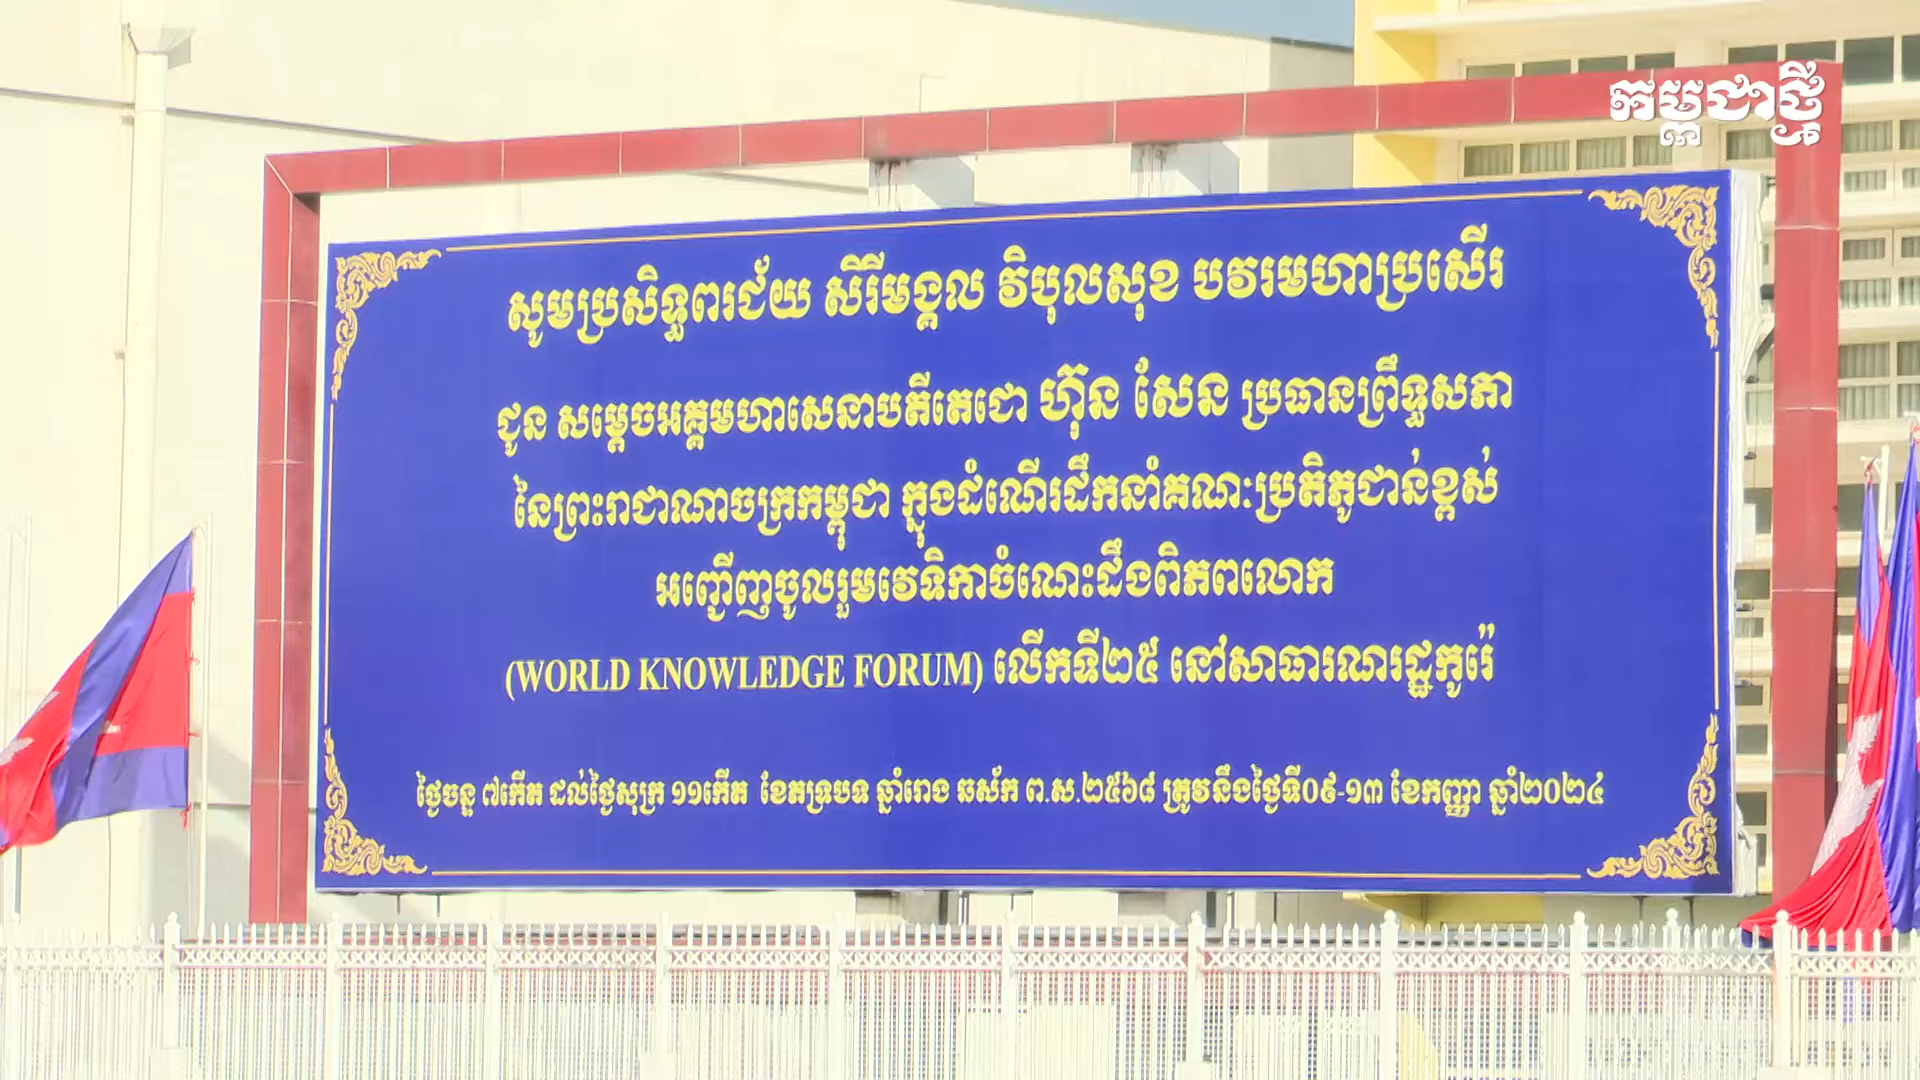 កម្ពុជាថ្មី
សូមប្រសិទ្ធពរជ័យ សិរីមង្គល វិបុលសុខ បវរមហាប្រសើរ
ជូន សម្តេចអគ្គមហាសេនាបតីតេជោ ហ៊ុន សែន ប្រធានព្រឹទ្ធសភា
នៃព្រះរាជាណាចក្រកម្ពុជា ក្នុងដំណើរដឹកនាំគណៈប្រតិភូជាន់ខ្ពស់
អញ្ជើញចូលរួមវេទិកាចំណេះដឹងពិភពលោក
(WORLD KNOWLEDGE FORUM) លើកទី២៥ នៅសាធារណរដ្ឋកូរ៉េ
ថ្ងៃចន្ទ ៧កើត ដល់ថ្ងៃសុក្រ ១១កើត ខែភទ្របទ ឆ្នាំរោង ឆស័ក ព.ស.២៥៦៨ ត្រូវនឹងថ្ងៃទី០៩-១៣ ខែកញ្ញា ឆ្នាំ២០២៤